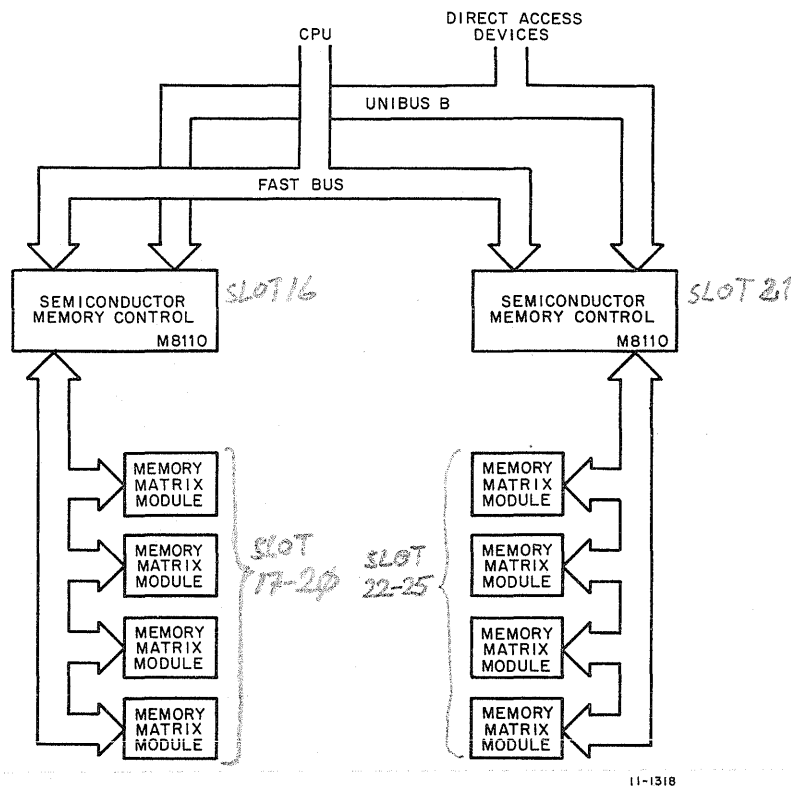 DIRECT ACCESS
DEVICES
CPU
UNIBUS B
FAST BUS
SEMICONDUCTOR
MEMORY CONTROL
M8110
SLOT 16
SEMICONDUCTOR
MEMORY CONTROL
M8110
SLOT 21
MEMORY
MATRIX
MODULE
MEMORY
MATRIX
MODULE
MEMORY
MATRIX
MODULE
MEMORY
MATRIX
MODULE
SLOT
17-20
SLOT
22-25
MEMORY
MATRIX
MODULE
MEMORY
MATRIX
MODULE
MEMORY
MATRIX
MODULE
MEMORY
MATRIX
MODULE
11-1318